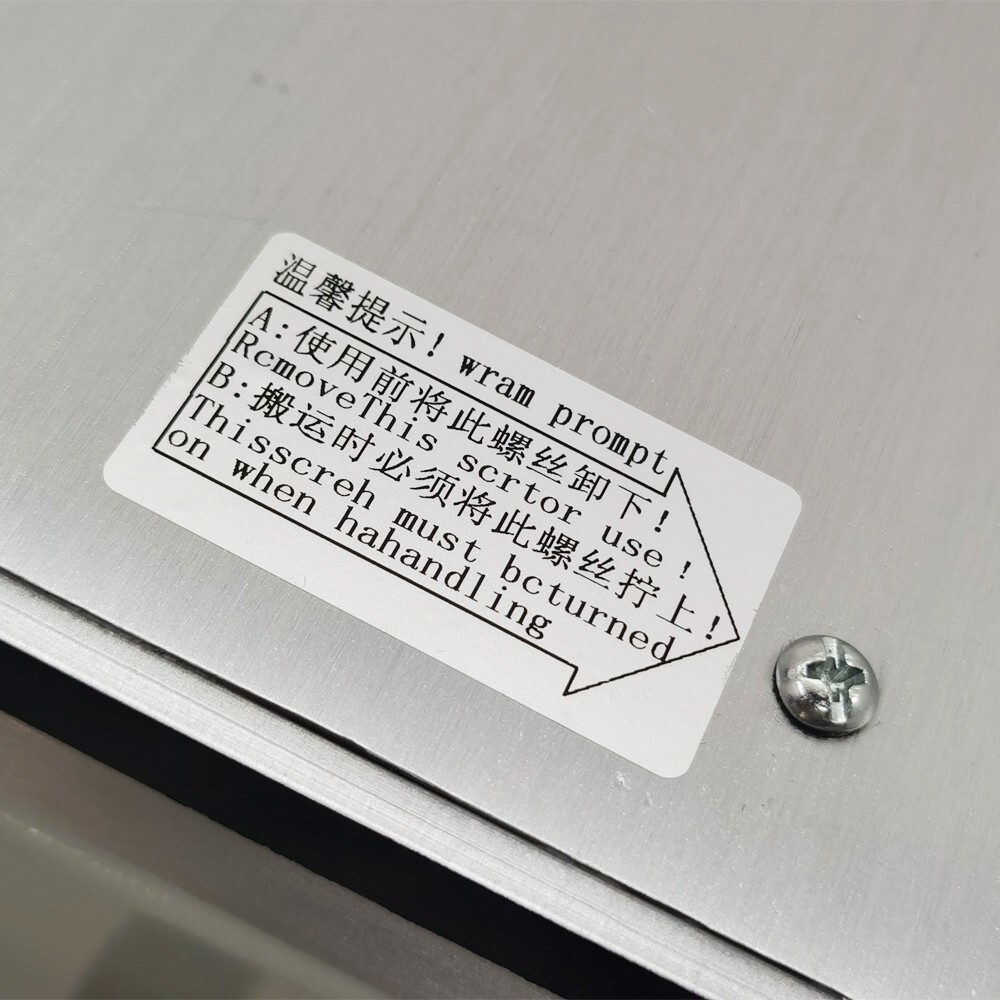 温馨提示！wram prompt
A:使用前将此螺丝卸下！
RcmoveThis scrtor use！
B:搬运时必须将此螺丝拧上！
Thisscreh must bcturned
on when hahandling